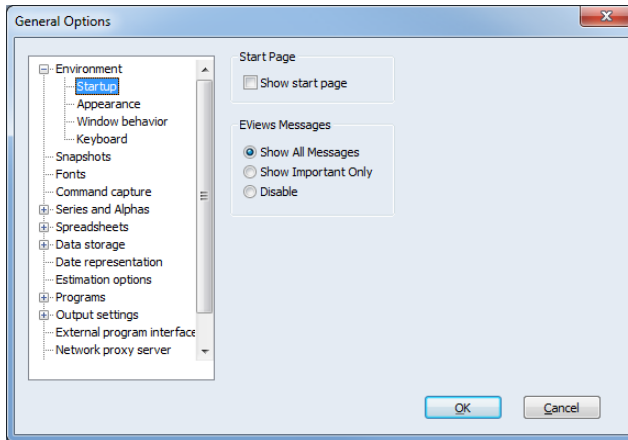 General Options
Environment
Startup
Appearance
Window behavior
Keyboard
Snapshots
Fonts
Command capture
Series and Alphas
Spreadsheets
Data storage
Date representation
Estimation options
Programs
Output settings
External program interface
Network proxy server
Start Page
Show start page
EViews Messages
Show All Messages
Show Important Only
Disable
OK
Cancel